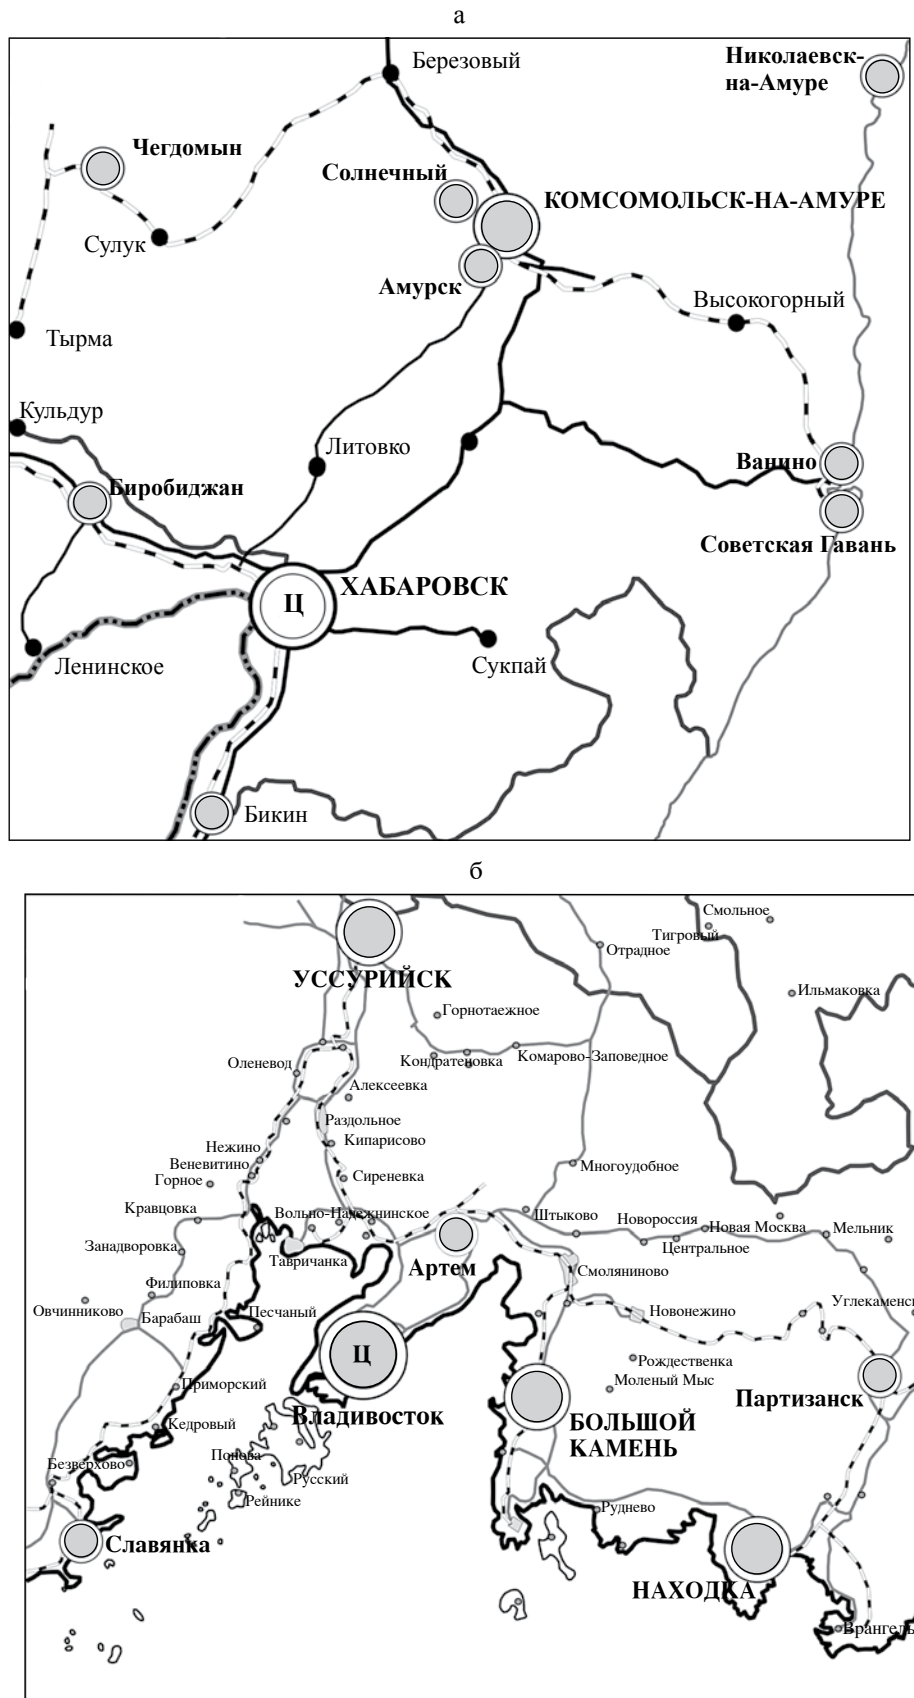 а
Березовый
Николаевск-
на-Амуре
Чегдомын
Солнечный
КОМСОМОЛЬСК-НА-АМУРЕ
Сулук
Амурск
Высокогорный
Тырма
Кульдур
Литовко
Ванино
Биробиджан
Советская Гавань
ХАБАРОВСК
Ц
Ленинское
Сукпай
Бикин
б
Смольное
Тигровый
Отрадное
УССУРИЙСК
Ильмаковка
Горнотаежное
Оленевод
Кондратеновка
Комарово-Заповедное
Алексеевка
Раздольное
Кипарисово
Нежино
Веневитино
Горное
Сиреневка
Многоудобное
Кравцовка
Вольно-Надежнинское
Штыково
Новороссия
Новая Москва
Мельник
Занадворовка
Тавричанка
Артем
Центральное
Смоляниново
Филиповка
Овчинниково
Барабаш
Песчаный
Новонежино
Углекаменск
Ц
Рождественка
Моленый Мыс
Приморский
Партизанск
Владивосток
БОЛЬШОЙ
КАМЕНЬ
Кедровый
Безверхово
Попова
Русский
Рейнике
Руднево
Славянка
НАХОДКА
Врангель